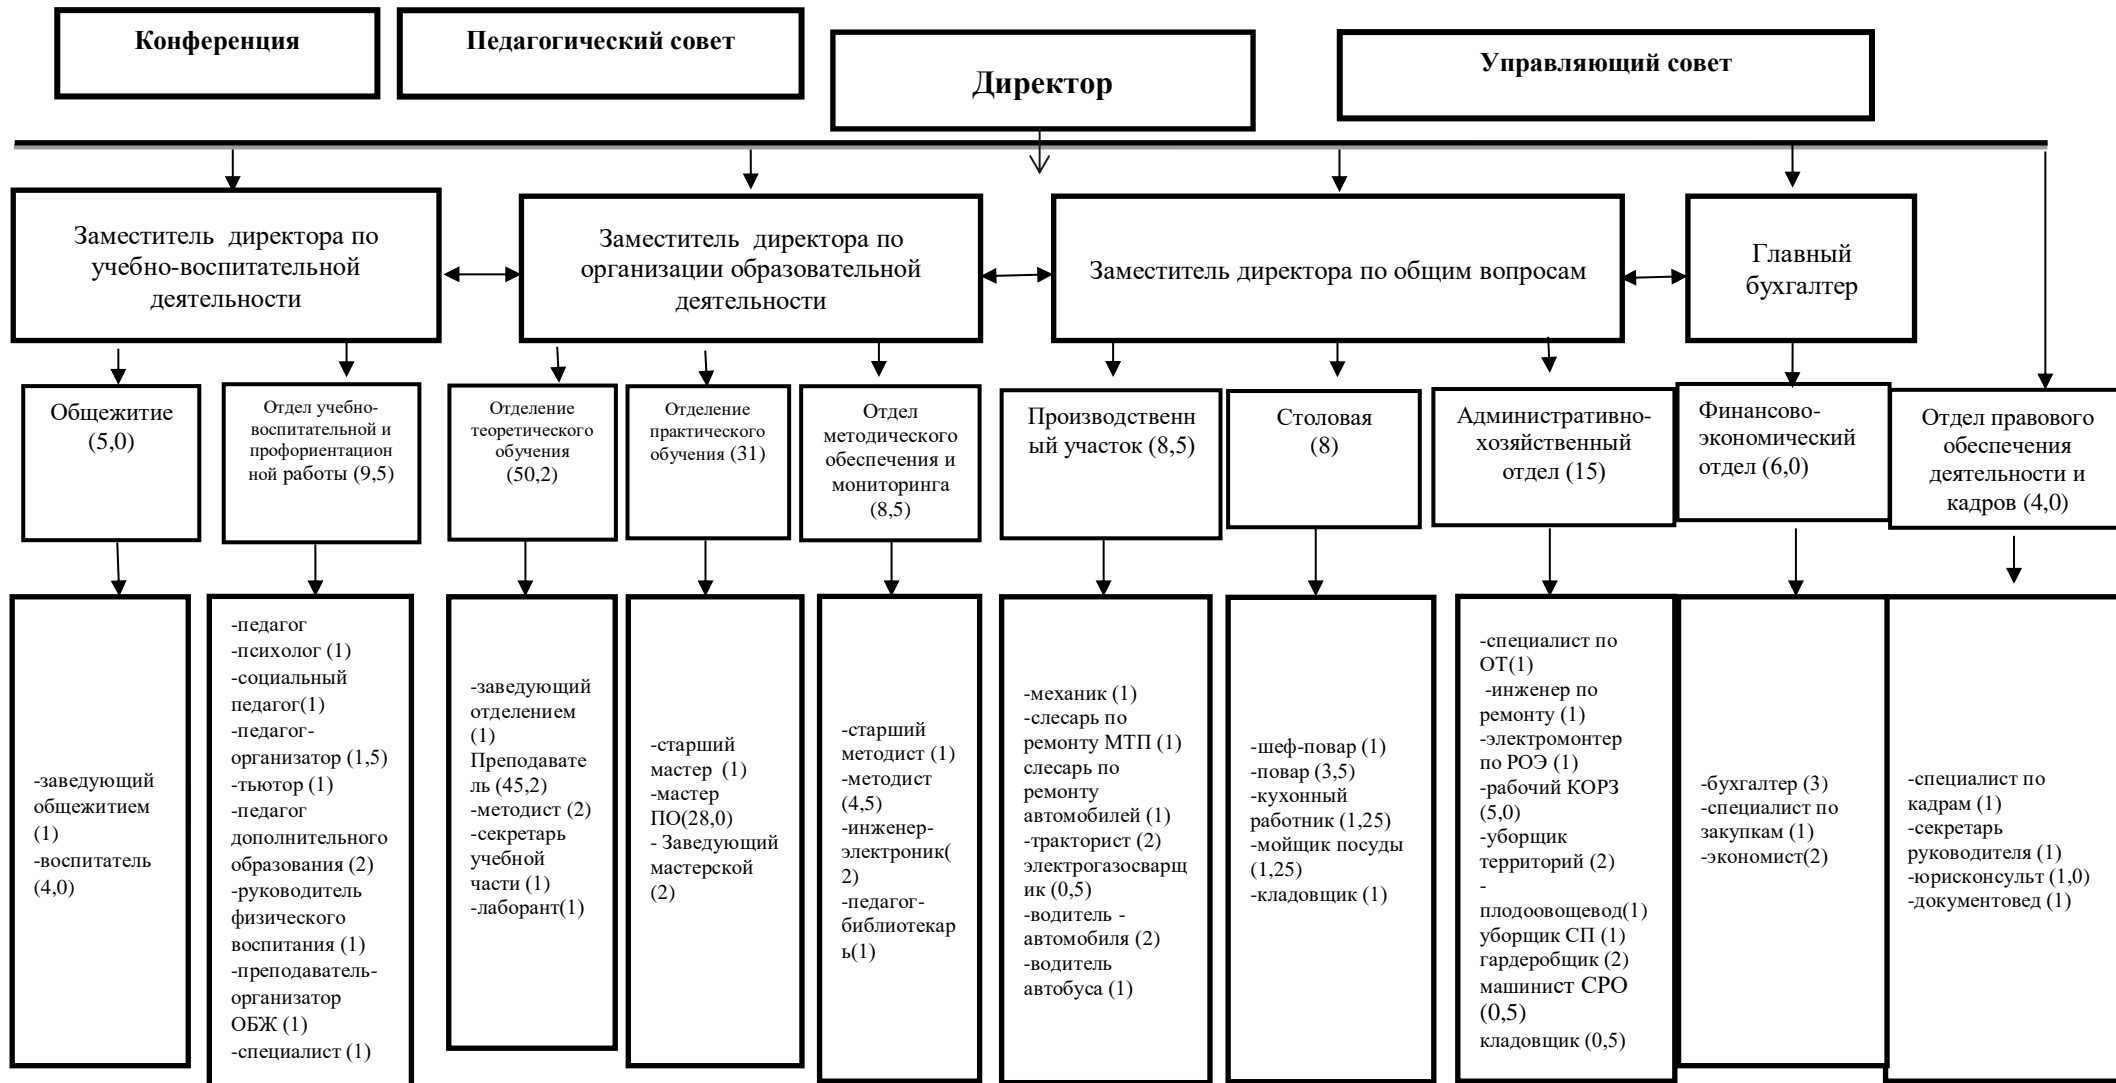 Конференция
Педагогический совет
Директор
Управляющий совет
Заместитель директора по
учебно-воспитательной
деятельности
Заместитель директора по
организации образовательной
деятельности
Заместитель директора по общим вопросам
Главный
бухгалтер
Общежитие
(5,0)
Отдел учебно-
воспитательной и
профориентацион
ной работы (9,5)
Отделение
теоретического
обучения
(50,2)
Отделение
практического
обучения (31)
Отдел
методического
обеспечения и
мониторинга
(8,5)
Производственн
ый участок (8,5)
Столовая
(8)
Административно-
хозяйственный
отдел (15)
Финансово-
экономический
отдел (6,0)
Отдел правового
обеспечения
деятельности и
кадров (4,0)
-заведующий
общежитием
(1)
-воспитатель
(4,0)
-педагог
-психолог (1)
-социальный
педагог(1)
-педагог-
организатор (1,5)
-тьютор (1)
-педагог
дополнительного
образования (2)
-руководитель
физического
воспитания (1)
-преподаватель-
организатор
ОБЖ (1)
-специалист (1)
-заведующий
отделением
(1)
Преподавате
ль (45,2)
-методист (2)
-секретарь
учебной
части (1)
-лаборант(1)
-старший
мастер (1)
-мастер
ПО(28,0)
- Заведующий
мастерской
(2)
-старший
методист (1)
-методист
(4,5)
-инженер-
электроник(
2)
-педагог-
библиотекар
ь(1)
-механик (1)
-слесарь по
ремонту МТП (1)
слесарь по
ремонту
автомобилей (1)
-тракторист (2)
электрогазосварщ
ик (0,5)
-водитель -
автомобиля (2)
-водитель
автобуса (1)
-шеф-повар (1)
-повар (3,5)
-кухонный
работник (1,25)
-мойщик посуды
(1,25)
-кладовщик (1)
-специалист по
ОТ(1)
-инженер по
ремонту (1)
-электромонтер
по РОЭ (1)
-рабочий КОРЗ
(5,0)
-уборщик
территорий (2)
-
плодоовощевод(1)
уборщик СП (1)
гардеробщик (2)
машинист СРО
(0,5)
кладовщик (0,5)
-бухгалтер (3)
-специалист по
закупкам (1)
-экономист(2)
-специалист по
кадрам (1)
-секретарь
руководителя (1)
-юрисконсульт (1,0)
-документовед (1)